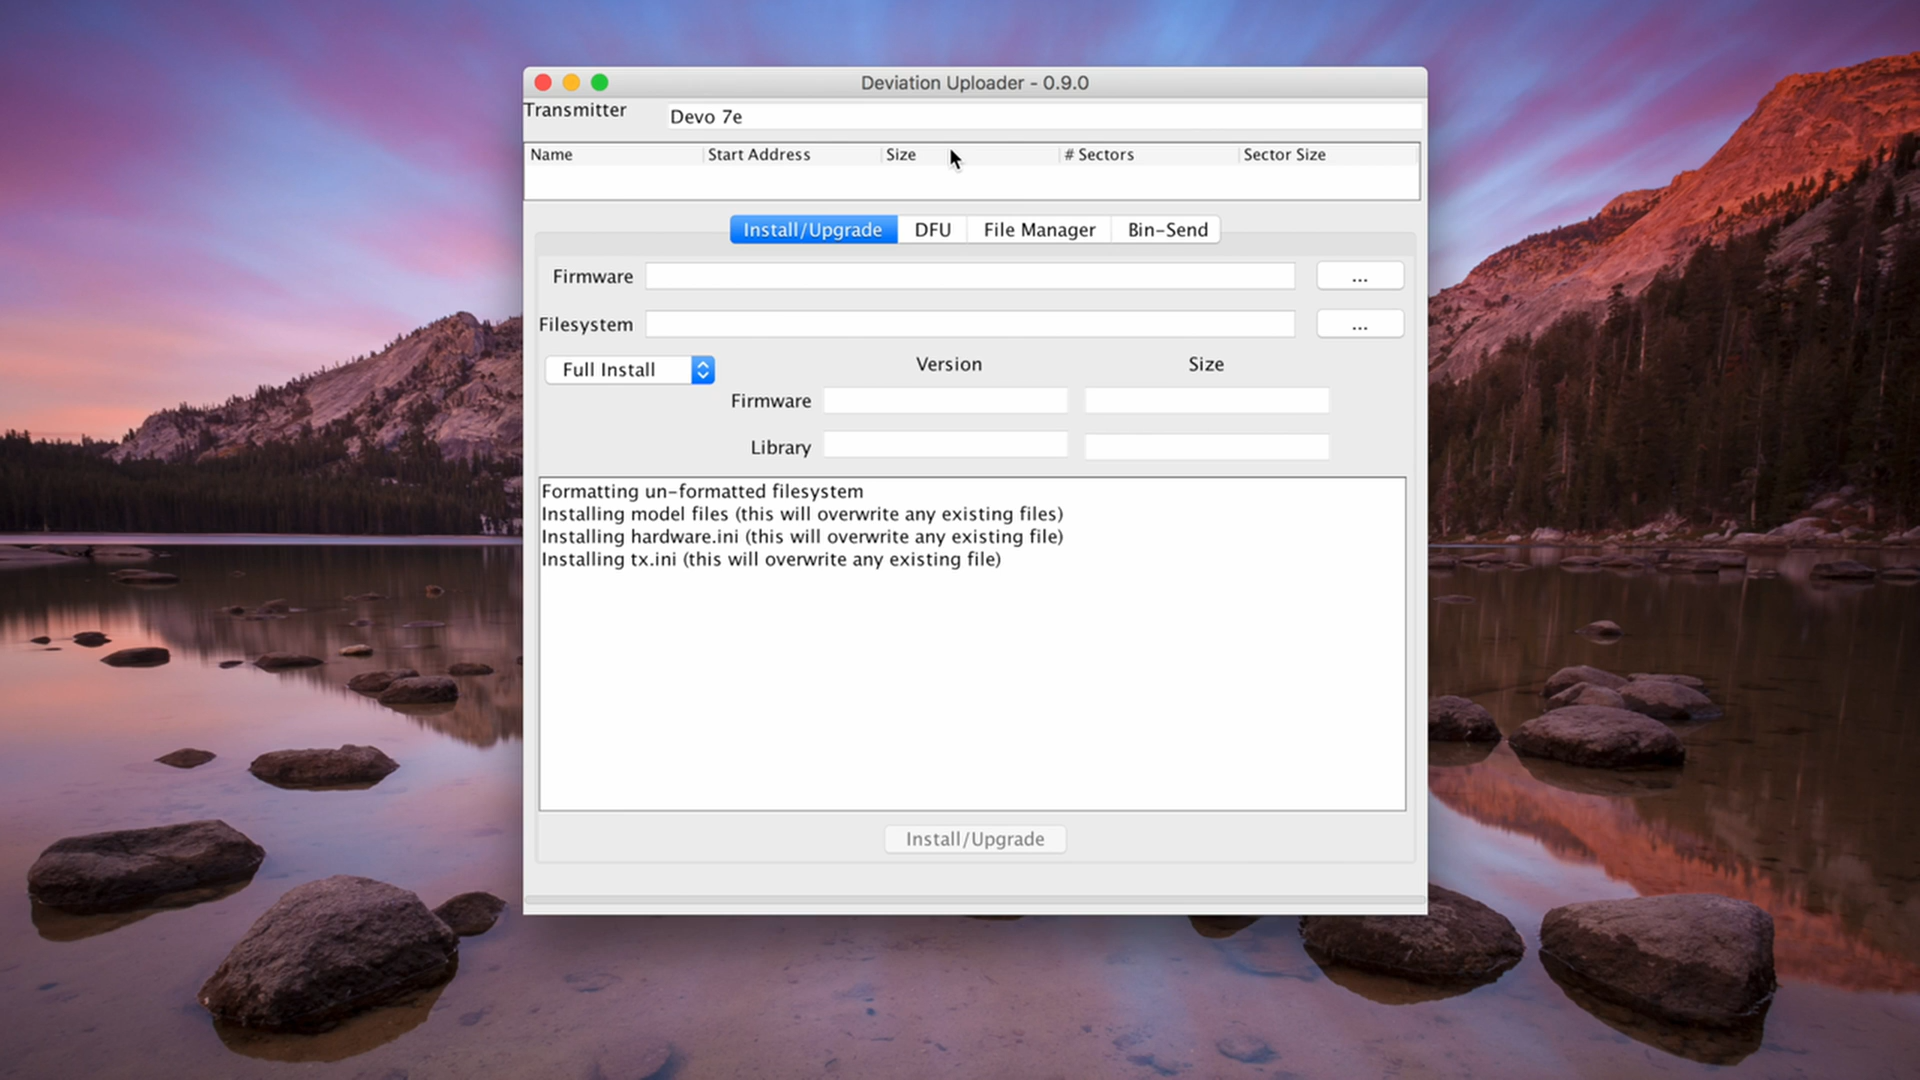 Deviation Uploader - 0.9.0
Transmitter Devo 7e
Name Start Address Size # Sectors Sector Size
Install/Upgrade DFU File Manager Bin-Send
Firmware ...
Filesystem ...
Full Install Version Size
Firmware
Library
Formatting un-formatted filesystem
Installing model files (this will overwrite any existing files)
Installing hardware.ini (this will overwrite any existing file)
Installing tx.ini (this will overwrite any existing file)
Install/Upgrade